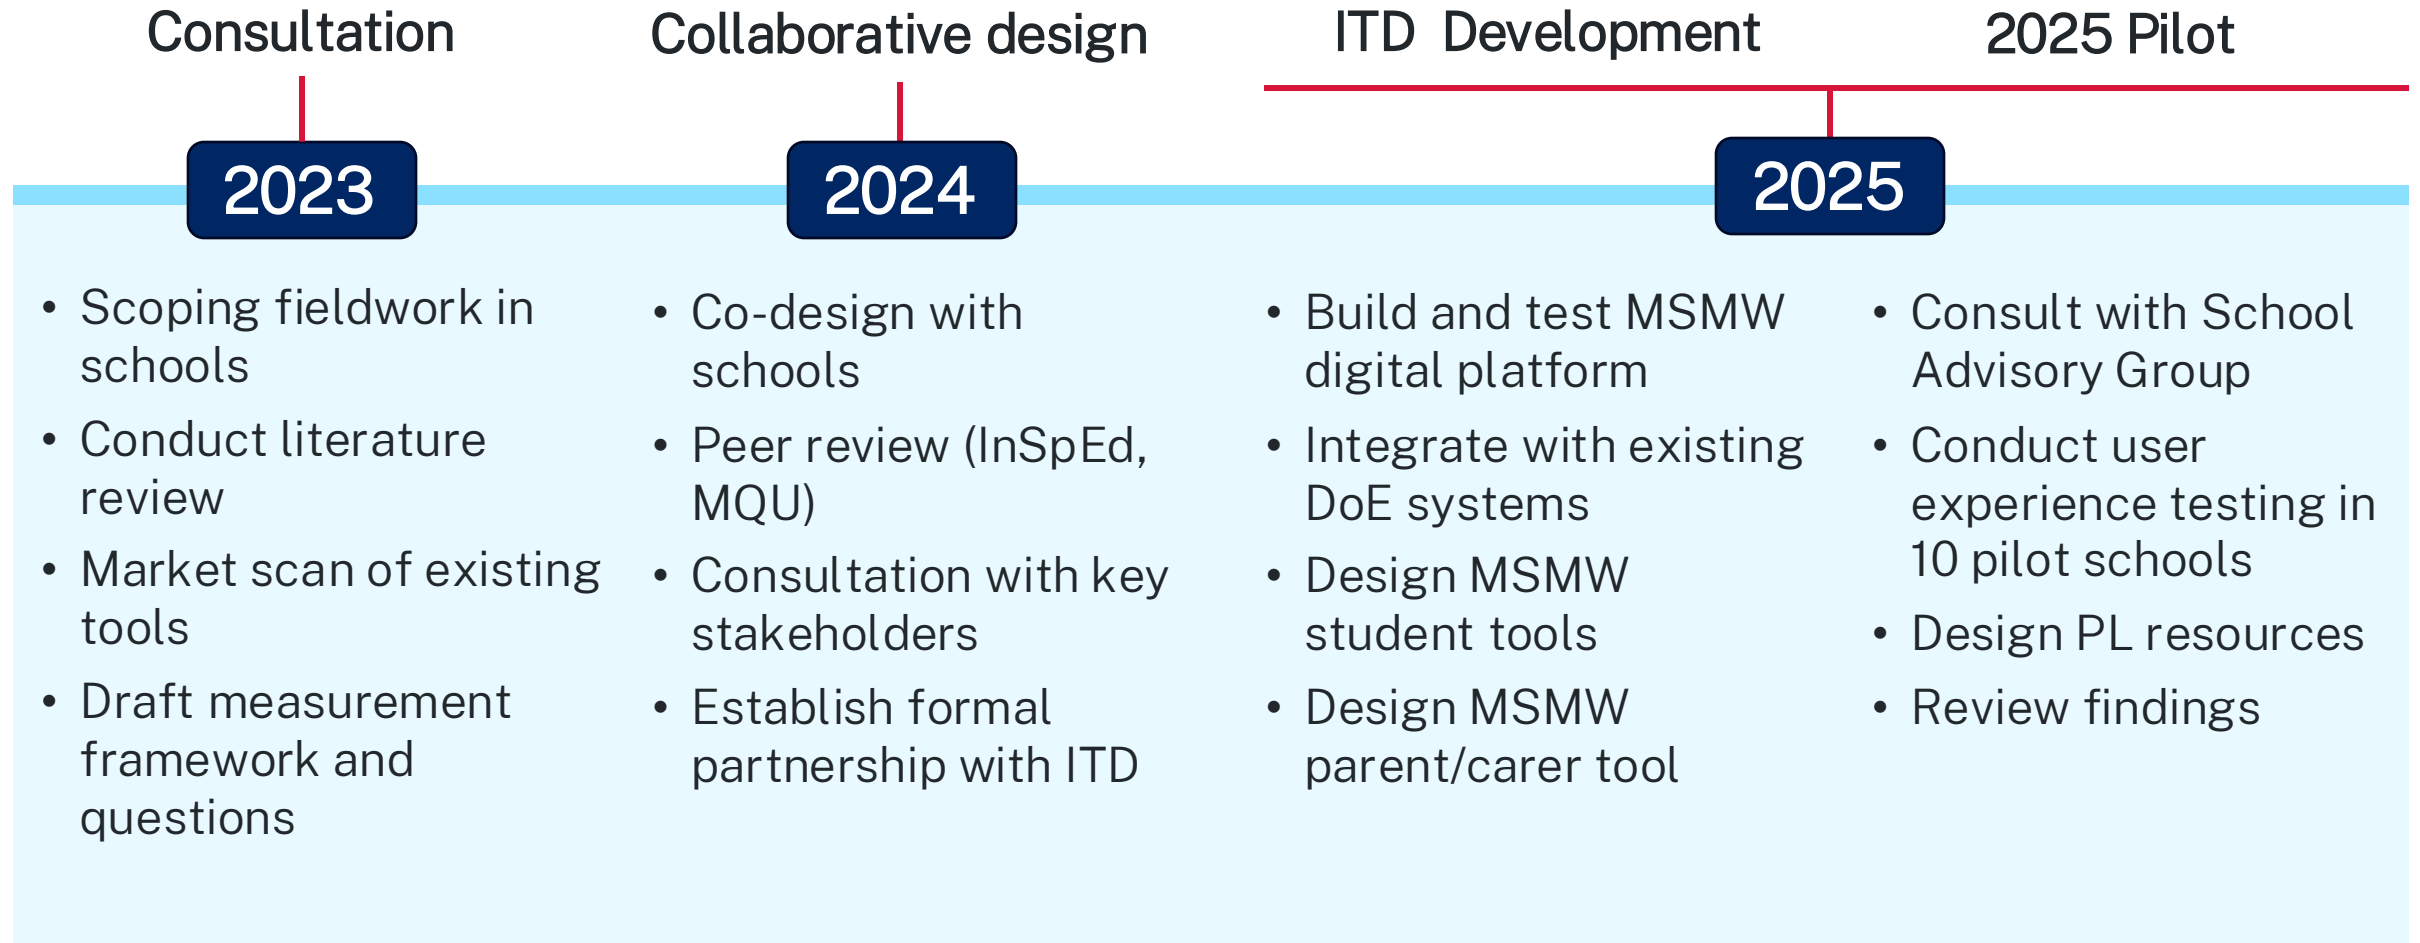 Consultation
Collaborative design
ITD  Development
2025 Pilot
2023
2024
2025
• Scoping fieldwork in
schools
• Conduct literature
review
• Market scan of existing
tools
• Draft measurement
framework and
questions
• Co-design with
schools
• Peer review (InSpEd,
MQU)
• Consultation with key
stakeholders
• Establish formal
partnership with ITD
• Build and test MSMW
digital platform
• Integrate with existing
DoE systems
• Design MSMW
student tools
• Design MSMW
parent/carer tool
• Consult with School
Advisory Group
• Conduct user
experience testing in
10 pilot schools
• Design PL resources
• Review findings